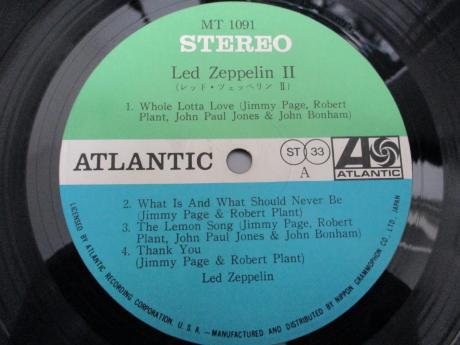 MT 1091
STEREO
Led Zeppelin II
(レッド・ツェッペリン II)
1. Whole Lotta Love (Jimmy Page, Robert
Plant, John Paul Jones & John Bonham)
ATLANTIC
ST 33
A
ATLANTIC
2. What Is And What Should Never Be
(Jimmy Page & Robert Plant)
3. The Lemon Song (Jimmy Page, Robert
Plant, John Paul Jones & John Bonham)
4. Thank You
(Jimmy Page & Robert Plant)
Led Zeppelin
LICENSED BY ATLANTIC RECORDING CORPORATION U.S.A.—MANUFACTURED AND DISTRIBUTED BY NIPPON GRAMMOPHON CO., LTD., JAPAN